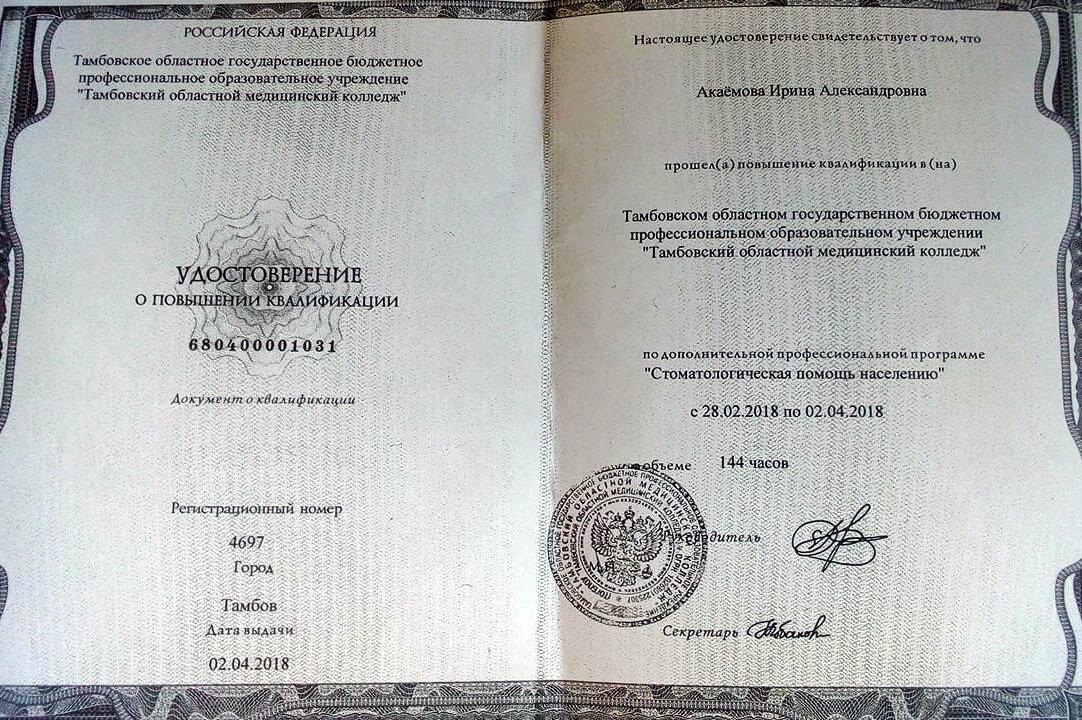 РОССИЙСКАЯ ФЕДЕРАЦИЯ
Тамбовское областное государственное бюджетное
профессиональное образовательное учреждение
"Тамбовский областной медицинский колледж"
УДОСТОВЕРЕНИЕ
О ПОВЫШЕНИИ КВАЛИФИКАЦИИ
680400001031
Документ о квалификации
Регистрационный номер
4697
Город
Тамбов
Дата выдачи
02.04.2018
Настоящее удостоверение свидетельствует о том, что
Акаёмова Ирина Александровна
прошел(а) повышение квалификации в (на)
Тамбовском областном государственном бюджетном
профессиональном образовательном учреждении
"Тамбовский областной медицинский колледж"
по дополнительной профессиональной программе
"Стоматологическая помощь населению"
с 28.02.2018 по 02.04.2018
объеме 144 часов
Руководитель
Секретарь